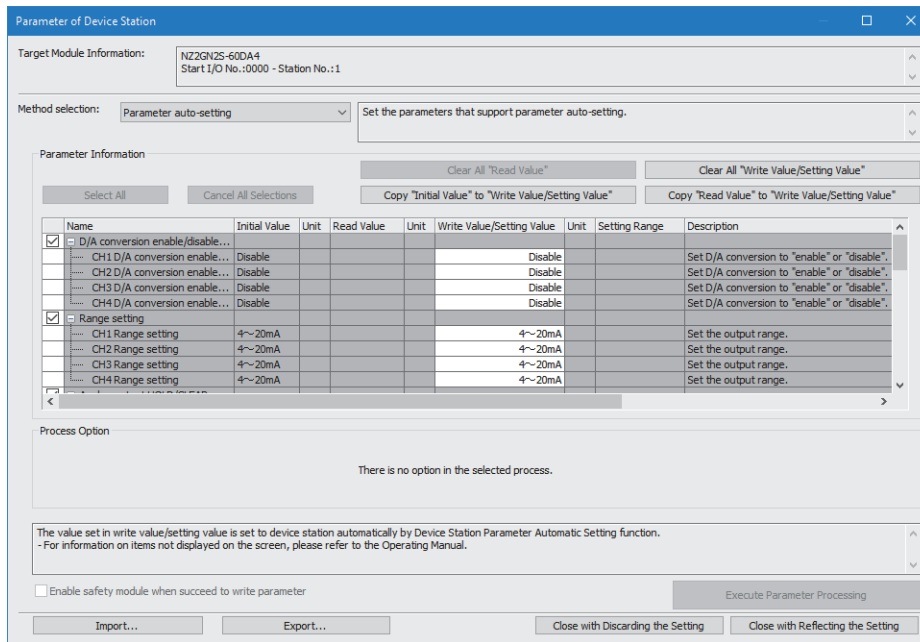 Parameter of Device Station
Target Module Information:
NZ2GN2S-60DA4
Start I/O No.:0000 - Station No.:1
Method selection:
Parameter auto-setting
Set the parameters that support parameter auto-setting.
Parameter Information
Clear All "Read Value"
Clear All "Write Value/Setting Value"
Select All
Cancel All Selections
Copy "Initial Value" to "Write Value/Setting Value"
Copy "Read Value" to "Write Value/Setting Value"
Name Initial Value Unit Read Value Unit Write Value/Setting Value Unit Setting Range Description
D/A conversion enable/disable...
CH1 D/A conversion enable... Disable Disable Set D/A conversion to "enable" or "disable".
CH2 D/A conversion enable... Disable Disable Set D/A conversion to "enable" or "disable".
CH3 D/A conversion enable... Disable Disable Set D/A conversion to "enable" or "disable".
CH4 D/A conversion enable... Disable Disable Set D/A conversion to "enable" or "disable".
Range setting
CH1 Range setting 4~20mA 4~20mA Set the output range.
CH2 Range setting 4~20mA 4~20mA Set the output range.
CH3 Range setting 4~20mA 4~20mA Set the output range.
CH4 Range setting 4~20mA 4~20mA Set the output range.
Process Option
There is no option in the selected process.
The value set in write value/setting value is set to device station automatically by Device Station Parameter Automatic Setting function.
- For information on items not displayed on the screen, please refer to the Operating Manual.
Enable safety module when succeed to write parameter
Execute Parameter Processing
Import...
Export...
Close with Discarding the Setting
Close with Reflecting the Setting